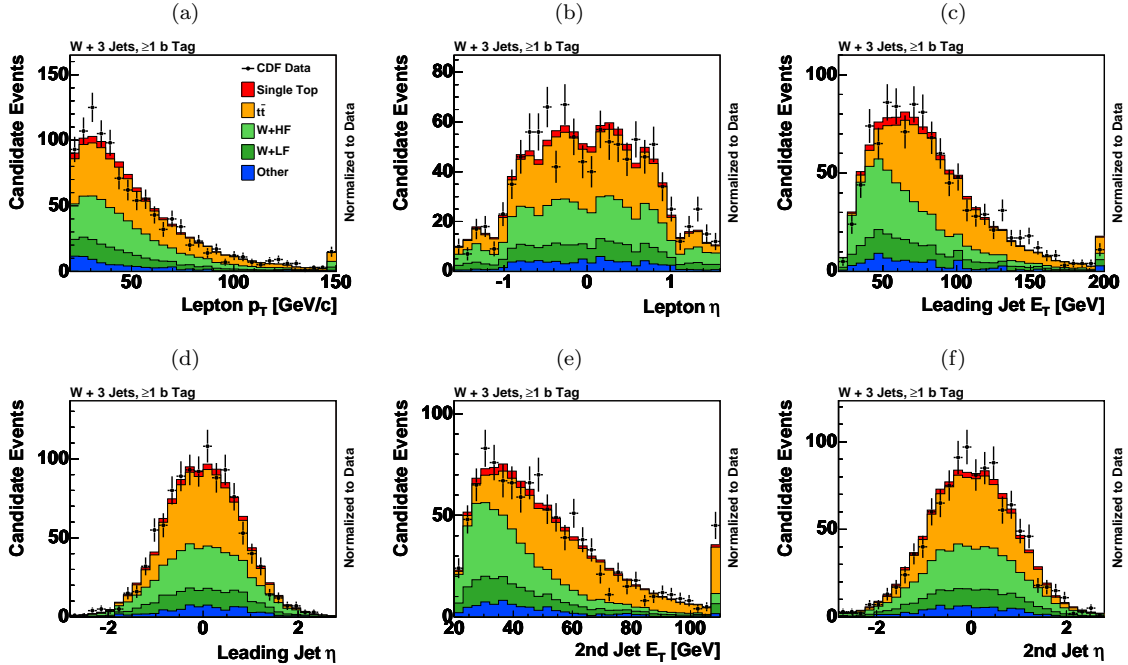 (a)
W + 3 Jets, ≥1 b Tag
Candidate Events
150
100
50
0
CDF Data
Single Top
tt̄
W+HF
W+LF
Other
50
100
150
Lepton p_T [GeV/c]
Normalized to Data
(b)
W + 3 Jets, ≥1 b Tag
Candidate Events
80
60
40
20
0
-1
0
1
Lepton η
Normalized to Data
(c)
W + 3 Jets, ≥1 b Tag
Candidate Events
100
50
0
50
100
150
200
Leading Jet E_T [GeV]
Normalized to Data
(d)
W + 3 Jets, ≥1 b Tag
Candidate Events
100
50
0
-2
0
2
Leading Jet η
Normalized to Data
(e)
W + 3 Jets, ≥1 b Tag
Candidate Events
100
50
0
20
40
60
80
100
2nd Jet E_T [GeV]
Normalized to Data
(f)
W + 3 Jets, ≥1 b Tag
Candidate Events
100
50
0
-2
0
2
2nd Jet η
Normalized to Data